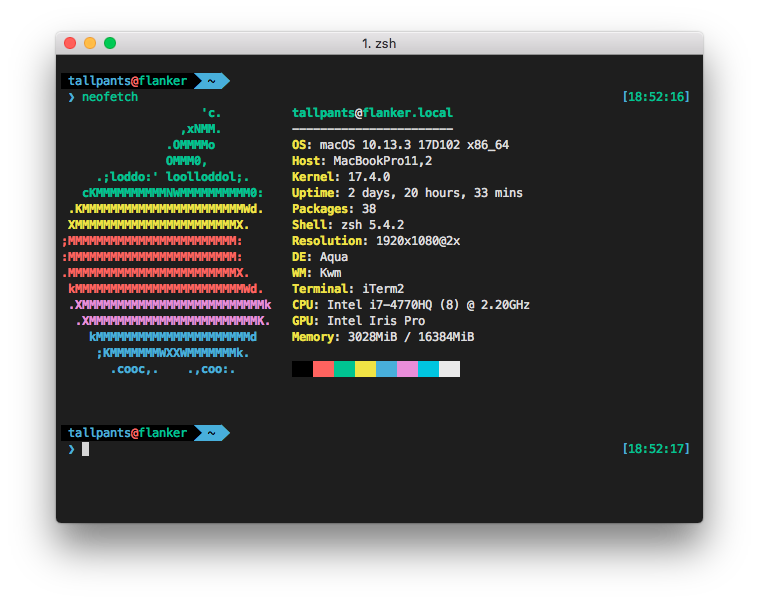 1. zsh
tallpants@flanker ~
❯ neofetch [18:52:16]
'c. tallpants@flanker.local
,xNMM. -----------------------
.OMMMMo OS: macOS 10.13.3 17D102 x86_64
OMMM0, Host: MacBookPro11,2
.;loddo:' loolloddol;. Kernel: 17.4.0
cKMMMMMMMMMMNWMMMMMMMMMM0: Uptime: 2 days, 20 hours, 33 mins
.KMMMMMMMMMMMMMMMMMMMMMMMWd. Packages: 38
XMMMMMMMMMMMMMMMMMMMMMMMX. Shell: zsh 5.4.2
;MMMMMMMMMMMMMMMMMMMMMMMM: Resolution: 1920x1080@2x
:MMMMMMMMMMMMMMMMMMMMMMMM: DE: Aqua
.MMMMMMMMMMMMMMMMMMMMMMMMX. WM: Kwm
kMMMMMMMMMMMMMMMMMMMMMMMMWd. Terminal: iTerm2
.XMMMMMMMMMMMMMMMMMMMMMMMMMMk CPU: Intel i7-4770HQ (8) @ 2.20GHz
.XMMMMMMMMMMMMMMMMMMMMMMMMK. GPU: Intel Iris Pro
kMMMMMMMMMMMMMMMMMMMMMMd Memory: 3028MiB / 16384MiB
;KMMMMMMMWXXWMMMMMMMk.
.cooc,. .,coo:.
tallpants@flanker ~
❯ [18:52:17]